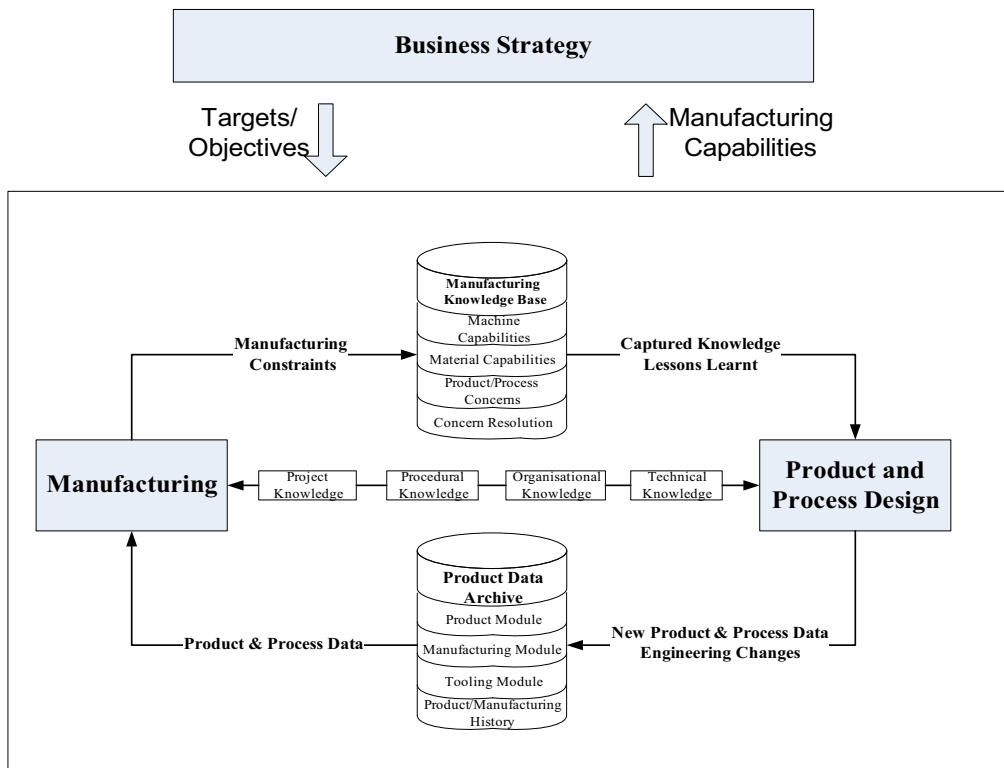 Business Strategy
Targets/
Objectives
Manufacturing
Capabilities
Manufacturing
Knowledge Base
Machine
Capabilities
Material Capabilities
Product/Process
Concerns
Concern Resolution
Manufacturing
Constraints
Captured Knowledge
Lessons Learnt
Manufacturing
Project
Knowledge
Procedural
Knowledge
Organisational
Knowledge
Technical
Knowledge
Product and
Process Design
Product Data
Archive
Product Module
Manufacturing Module
Tooling Module
Product/Manufacturing
History
Product & Process Data
New Product & Process Data
Engineering Changes